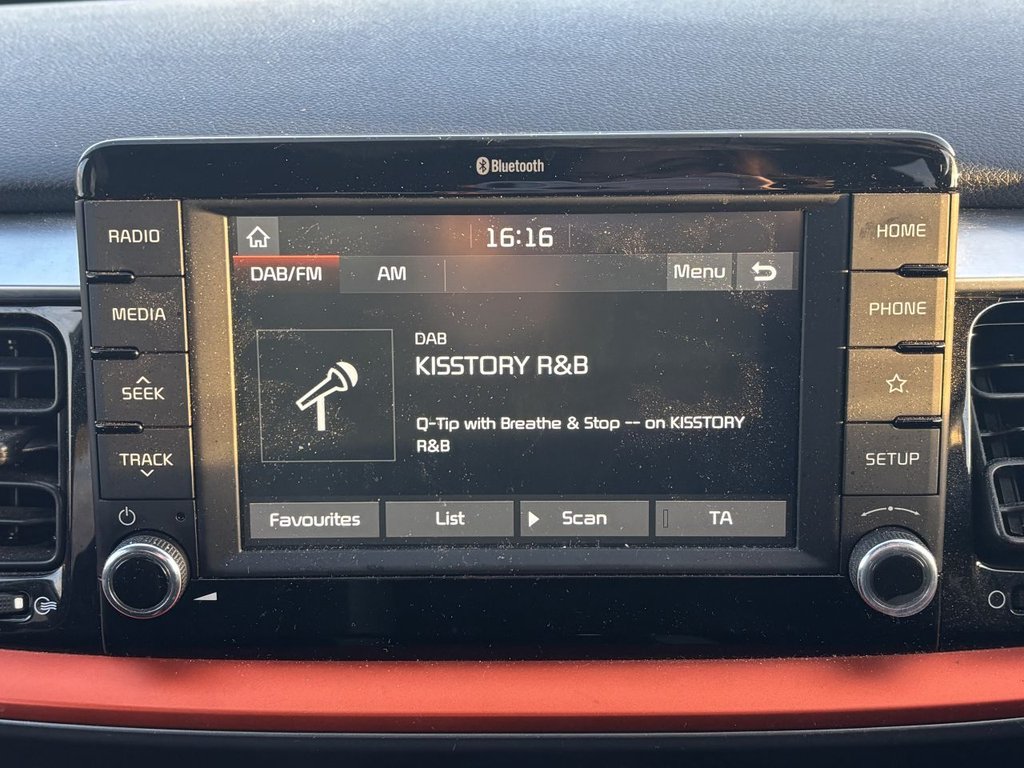 Bluetooth
RADIO
MEDIA
SEEK
TRACK
16:16
DAB/FM
AM
Menu
DAB
KISSTORY R&B
Q-Tip with Breathe & Stop -- on KISSTORY
R&B
Favourites
List
Scan
TA
HOME
PHONE
SETUP